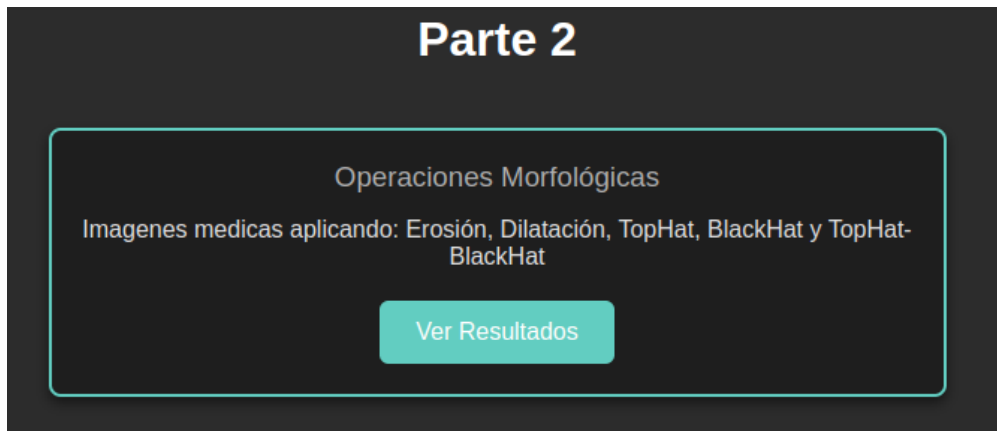 Parte 2
Operaciones Morfológicas
Imagenes medicas aplicando: Erosión, Dilatación, TopHat, BlackHat y TopHat-
BlackHat
Ver Resultados